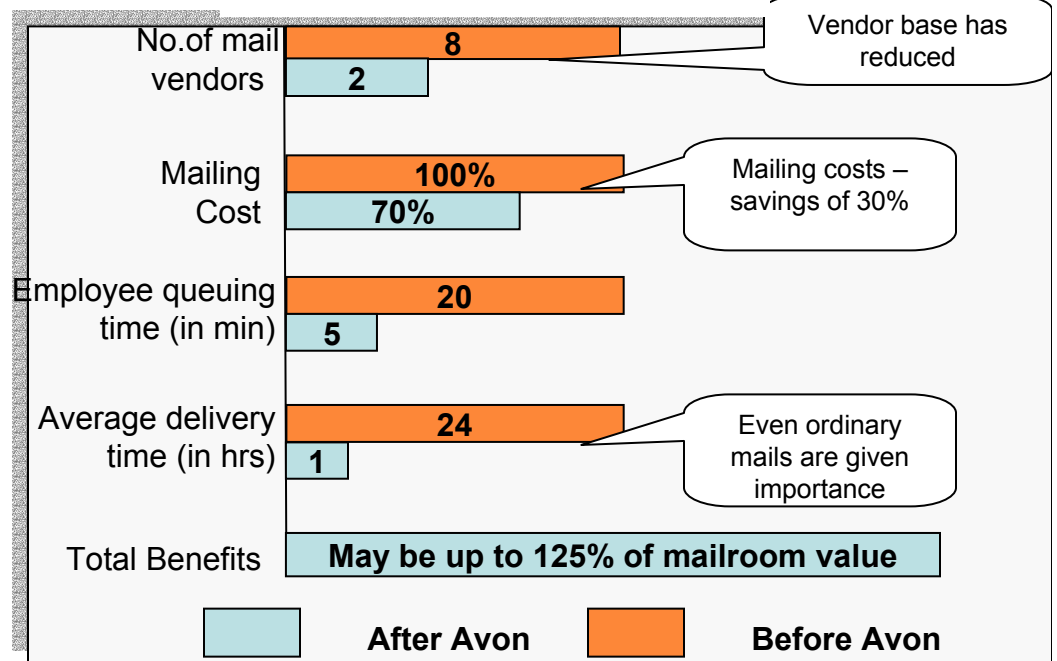 No.of mail
vendors
8
2
Vendor base has
reduced
Mailing
Cost
100%
70%
Mailing costs –
savings of 30%
Employee queuing
time (in min)
20
5
Average delivery
time (in hrs)
24
1
Even ordinary
mails are given
importance
Total Benefits
May be up to 125% of mailroom value
After Avon
Before Avon